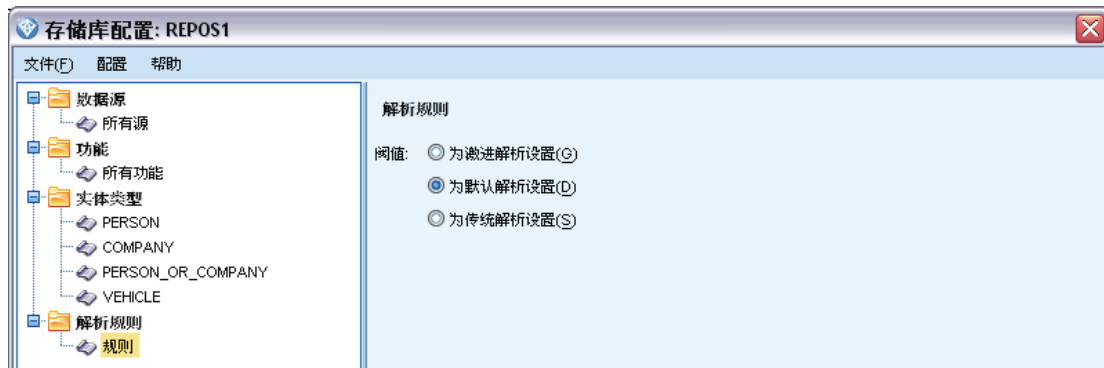 存储库配置: REPOS1
文件(F) 配置 帮助
数据源
所有源
功能
所有功能
实体类型
PERSON
COMPANY
PERSON_OR_COMPANY
VEHICLE
解析规则
规则
解析规则
阈值: 为激进解析设置(G)
为默认解析设置(D)
为传统解析设置(S)